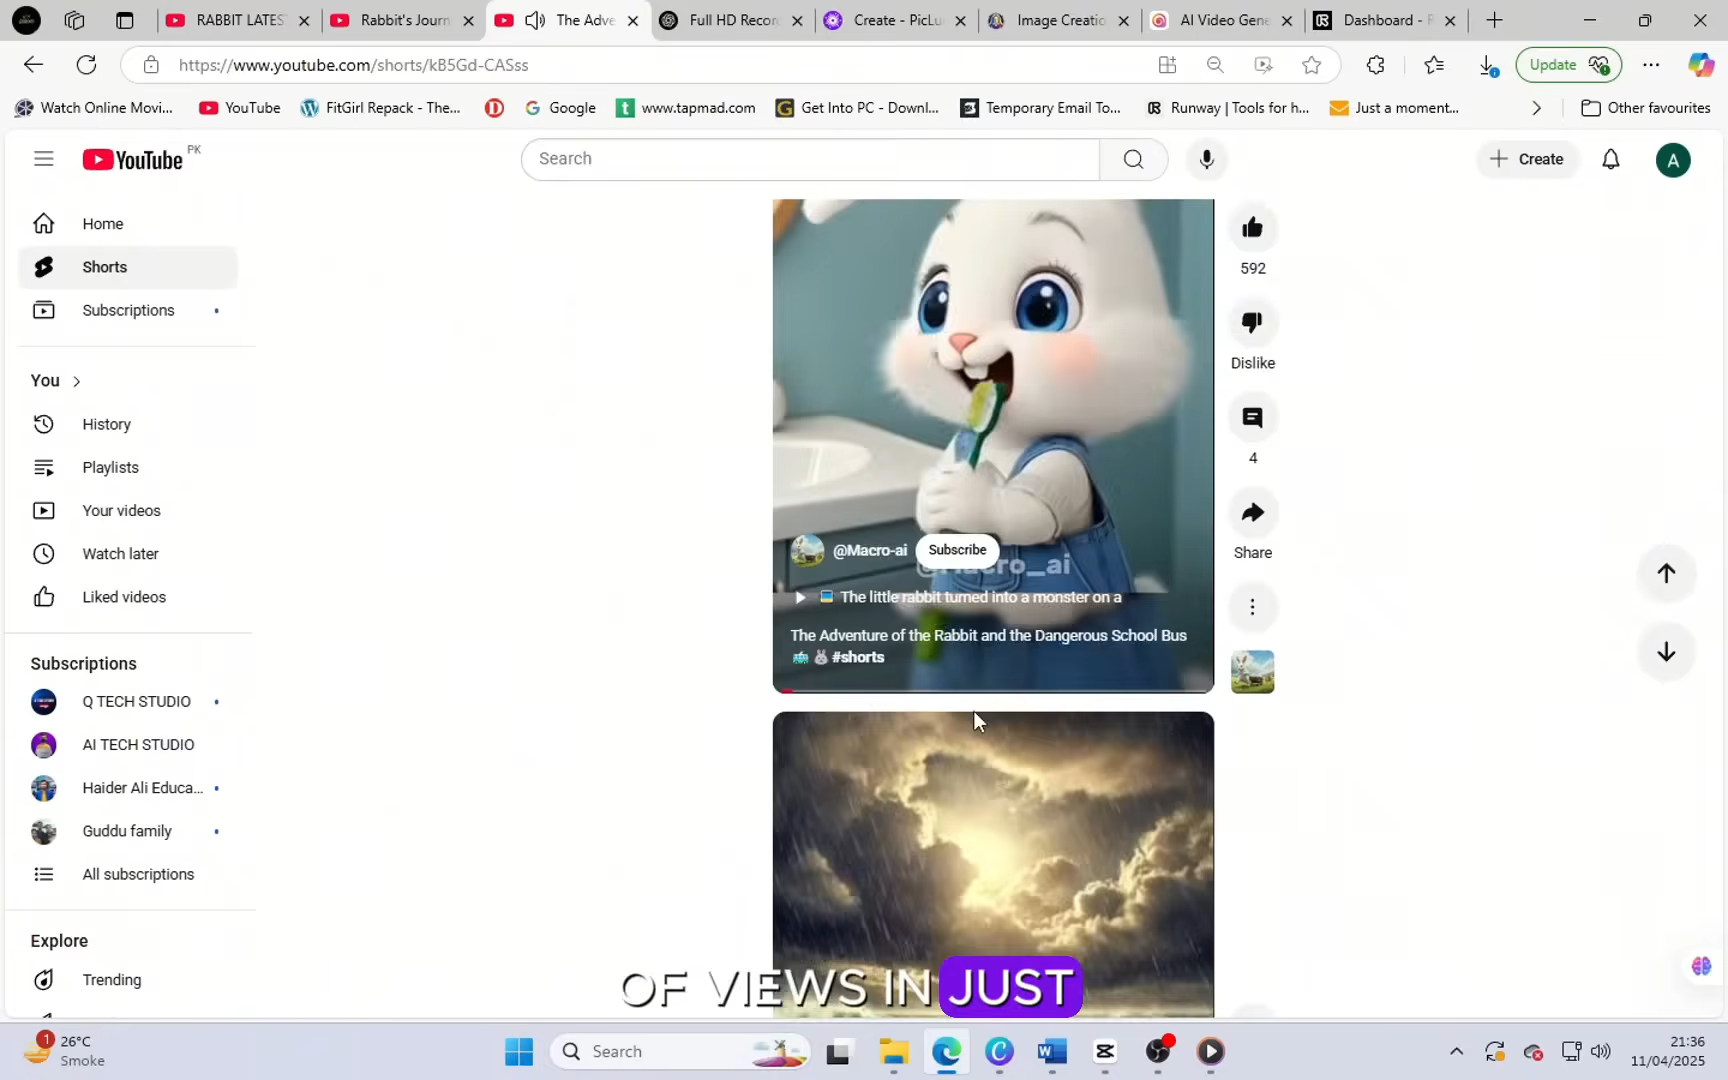 RABBIT LATES
Rabbit's Journ
The Adve
Full HD Recor
Create - PicLu
Image Creatio
AI Video Gene
Dashboard - R
https://www.youtube.com/shorts/kB5Gd-CASss
Update
Watch Online Movi...
YouTube
FitGirl Repack - The...
Google
www.tapmad.com
Get Into PC - Downl...
Temporary Email To...
Runway | Tools for h...
Just a moment...
Other favourites
YouTube PK
Search
Create
A
Home
Shorts
Subscriptions
You
History
Playlists
Your videos
Watch later
Liked videos
Subscriptions
Q TECH STUDIO
AI TECH STUDIO
Haider Ali Educa...
Guddu family
All subscriptions
Explore
Trending
592
Dislike
4
Share
@Macro-ai Subscribe
@Macro_ai
The little rabbit turned into a monster on a
The Adventure of the Rabbit and the Dangerous School Bus
#shorts
OF VIEWS IN JUST
1
26°C
Smoke
Search
21:36
11/04/2025